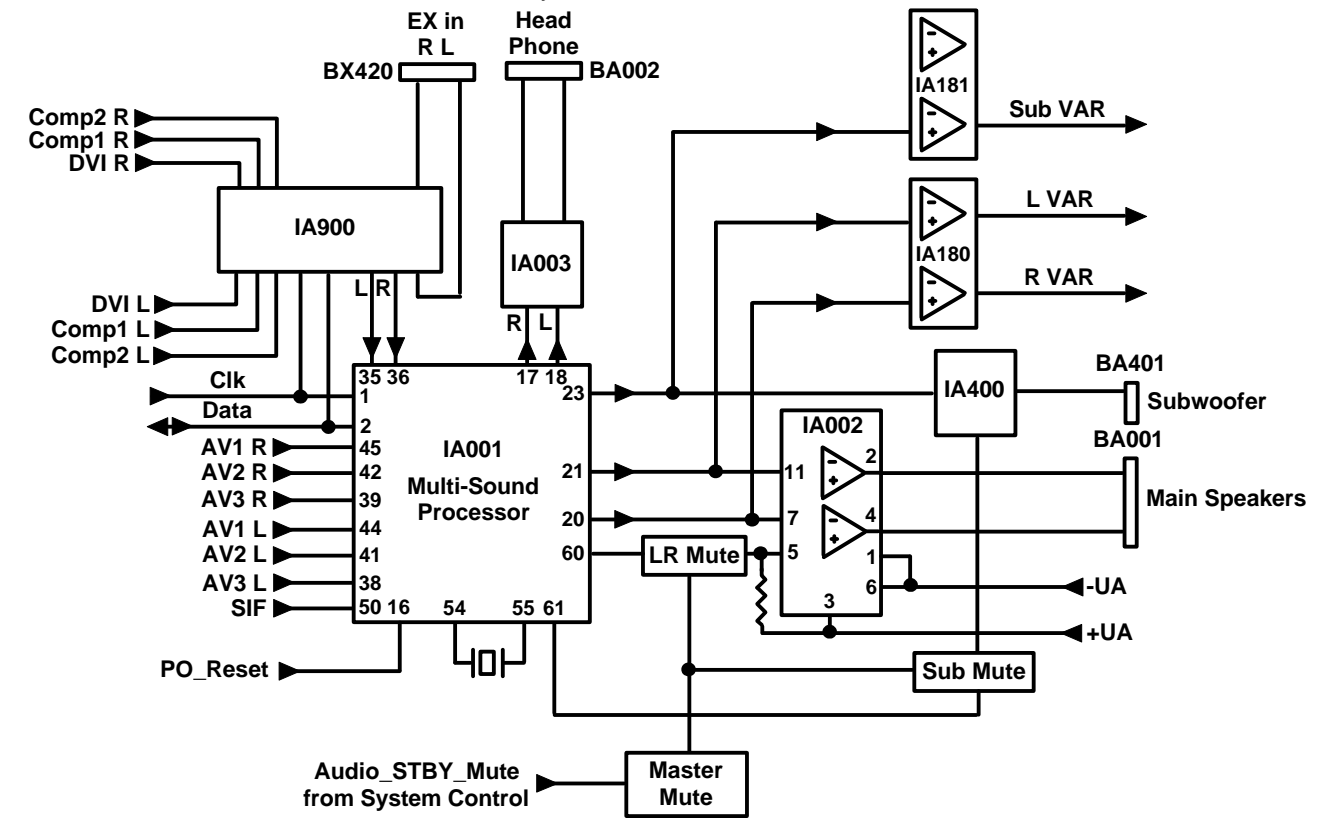 EX in
R L
BX420
Head
Phone
BA002
Comp2 R
Comp1 R
DVI R
IA900
IA003
IA181
Sub VAR
L VAR
IA180
R VAR
DVI L
Comp1 L
Comp2 L
L R
R L
Clk
Data
AV1 R
AV2 R
AV3 R
AV1 L
AV2 L
AV3 L
SIF
35 36 17 18
1
2
45
42
39
44
41
38
50 16 54 55 61
23
21
20
60
IA001
Multi-Sound
Processor
IA400
BA401
Subwoofer
BA001
Main Speakers
IA002
2
11
4
7
5
1
6
3
LR Mute
-UA
+UA
PO_Reset
Sub Mute
Audio_STBY_Mute
from System Control
Master
Mute